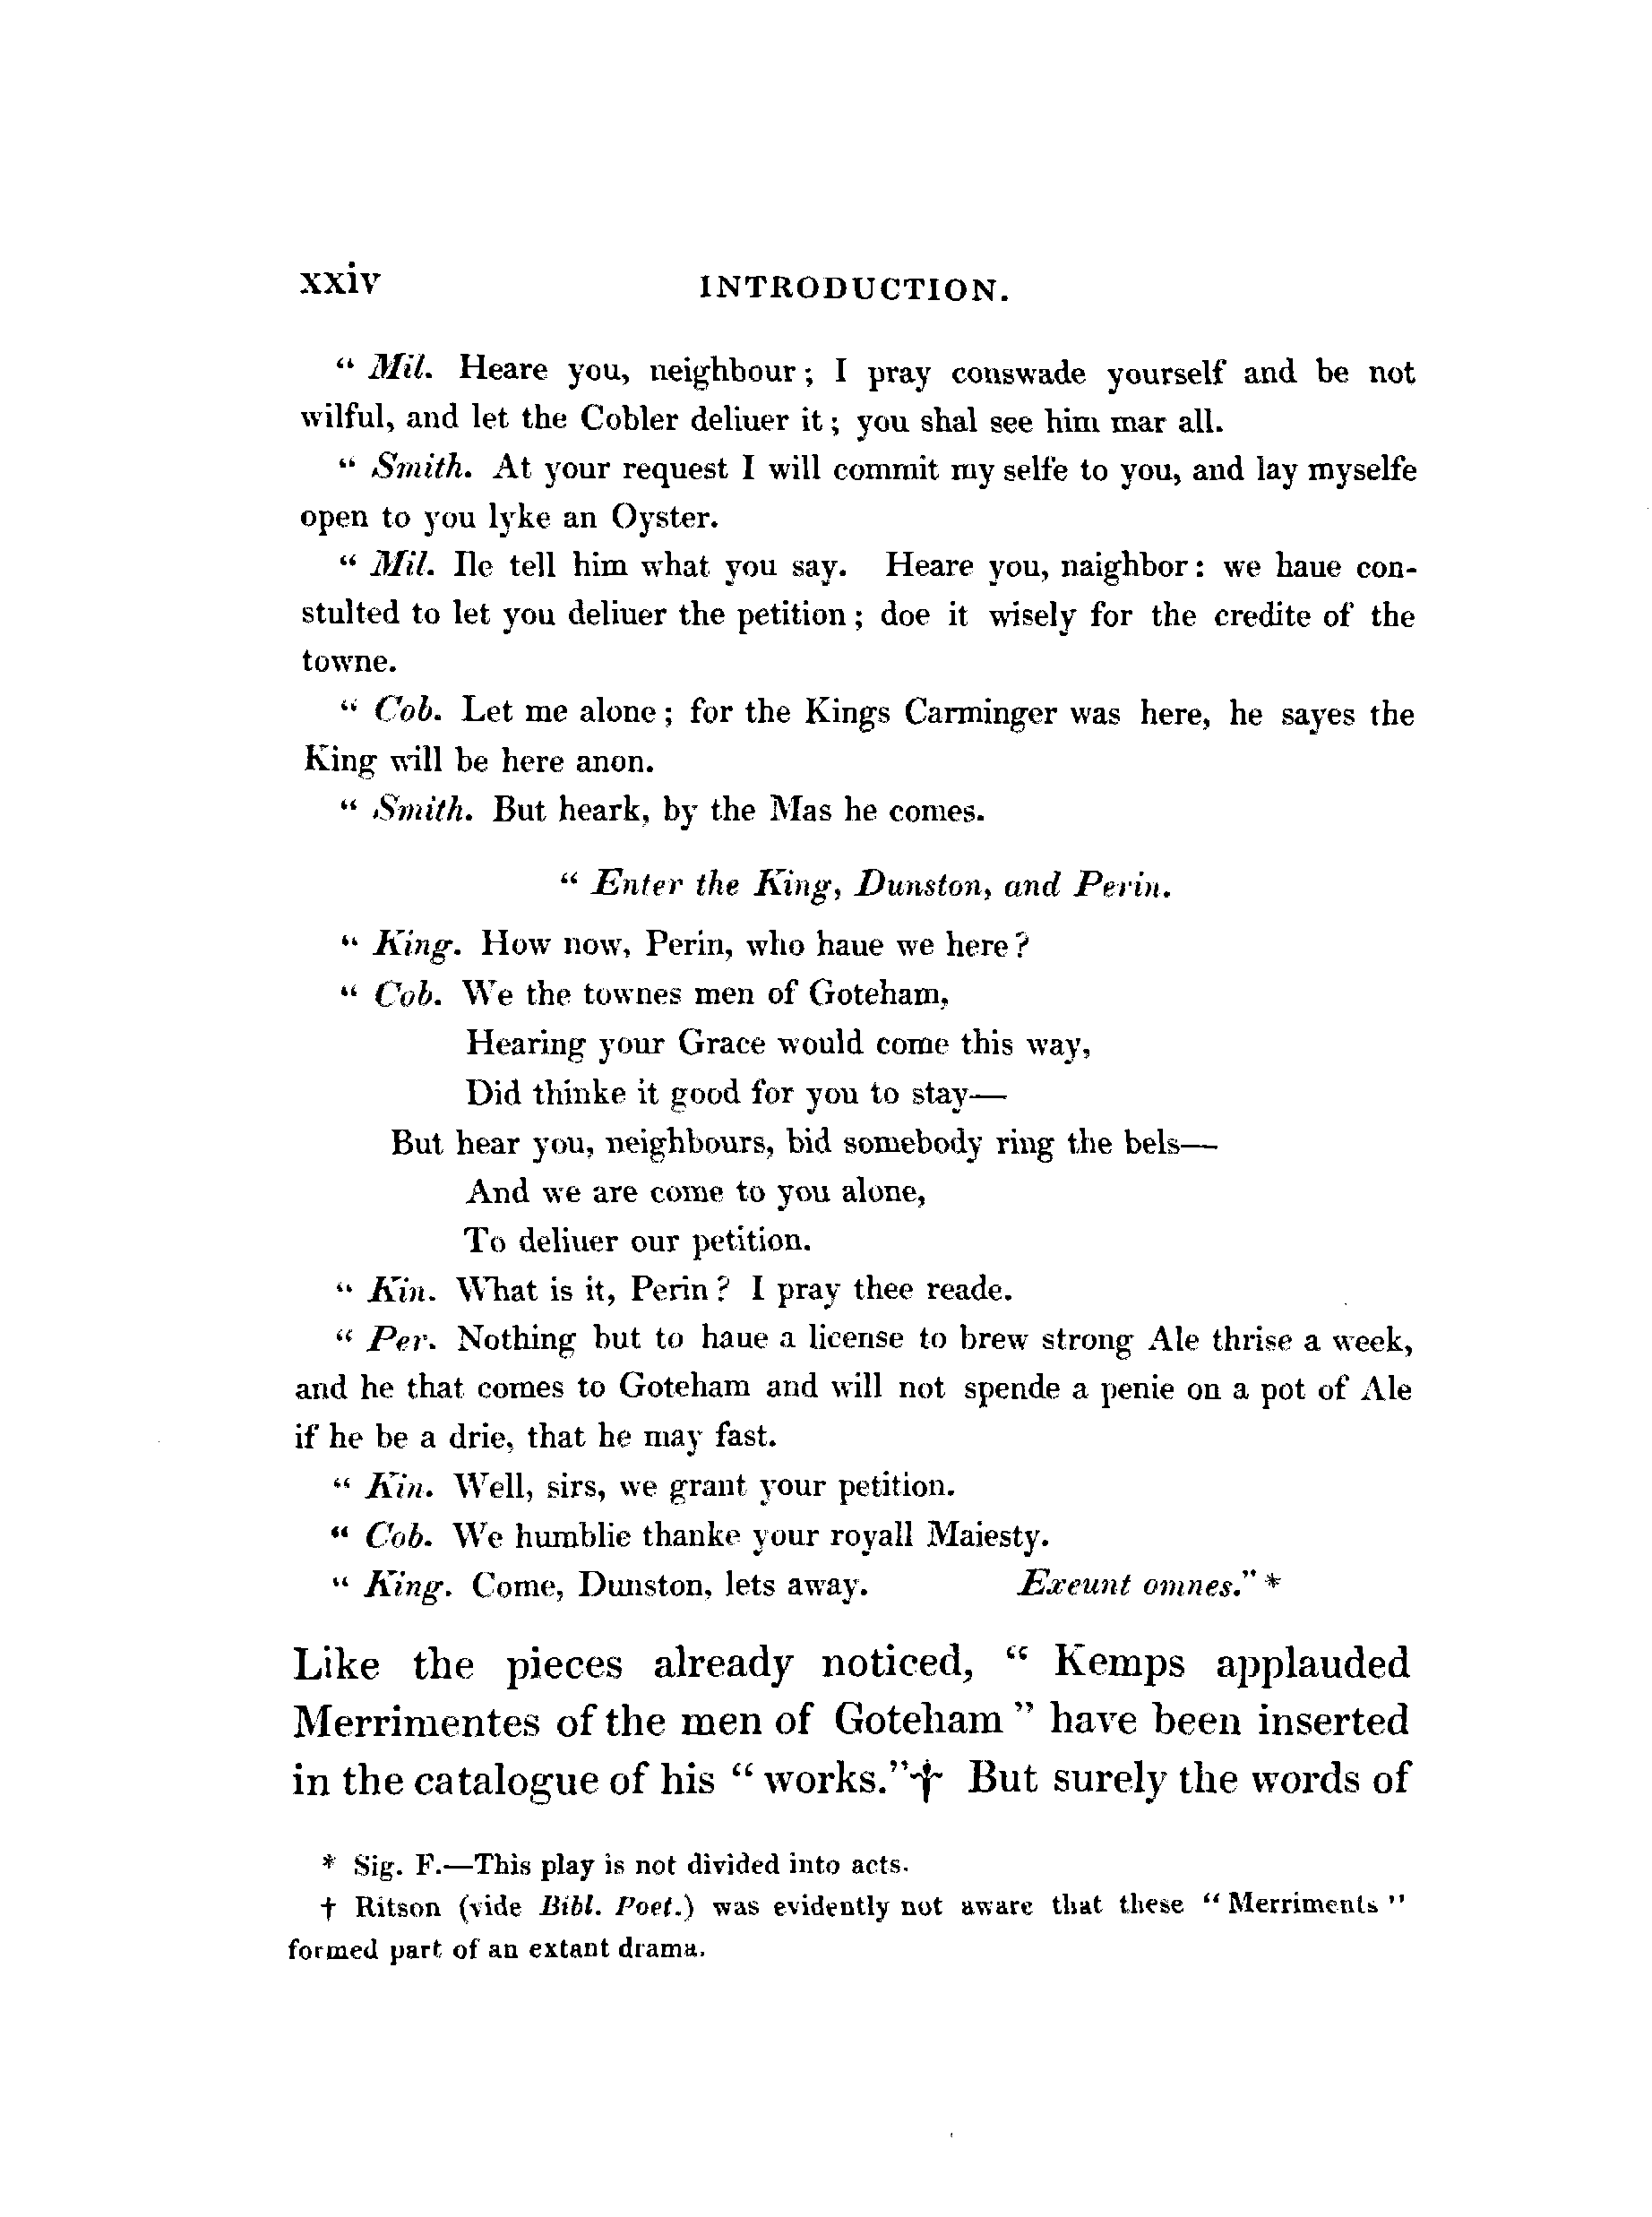 xxiv INTRODUCTION.
“ Mil. Heare you, neighbour; I pray conswade yourself and be not
wilful, and let the Cobler deliuer it; you shal see him mar all.
“ Smith. At your request I will commit my selfe to you, and lay myselfe
open to you lyke an Oyster.
“ Mil. Ile tell him what you say. Heare you, naighbor: we haue con-
stulted to let you deliuer the petition; doe it wisely for the credite of the
towne.
“ Cob. Let me alone; for the Kings Carminger was here, he sayes the
King will be here anon.
“ Smith. But heark, by the Mas he comes.
“ Enter the King, Dunston, and Perin.
“ King. How now, Perin, who haue we here?
“ Cob. We the townes men of Goteham,
Hearing your Grace would come this way,
Did thinke it good for you to stay—
But hear you, neighbours, bid somebody ring the bels—
And we are come to you alone,
To deliuer our petition.
“ Kin. What is it, Perin? I pray thee reade.
“ Per. Nothing but to haue a license to brew strong Ale thrise a week,
and he that comes to Goteham and will not spende a penie on a pot of Ale
if he be a drie, that he may fast.
“ Kin. Well, sirs, we grant your petition.
“ Cob. We humblie thanke your royall Maiesty.
“ King. Come, Dunston, lets away. Exeunt omnes.” *
Like the pieces already noticed, “ Kemps applauded
Merrimentes of the men of Goteham ” have been inserted
in the catalogue of his “ works.”† But surely the words of
* Sig. F.—This play is not divided into acts.
† Ritson (vide Bibl. Poet.) was evidently not aware that these “ Merriments ”
formed part of an extant drama.